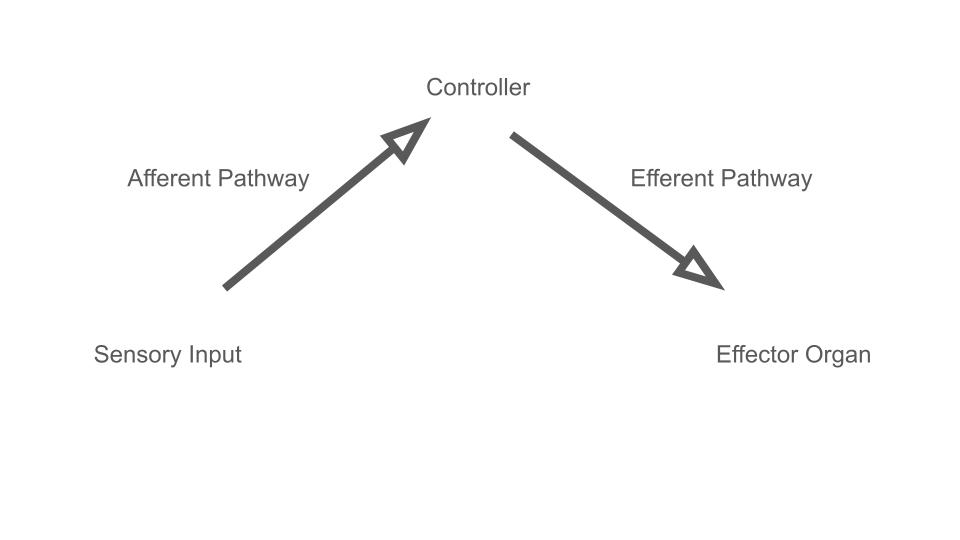 Controller
Afferent Pathway
Efferent Pathway
Sensory Input
Effector Organ